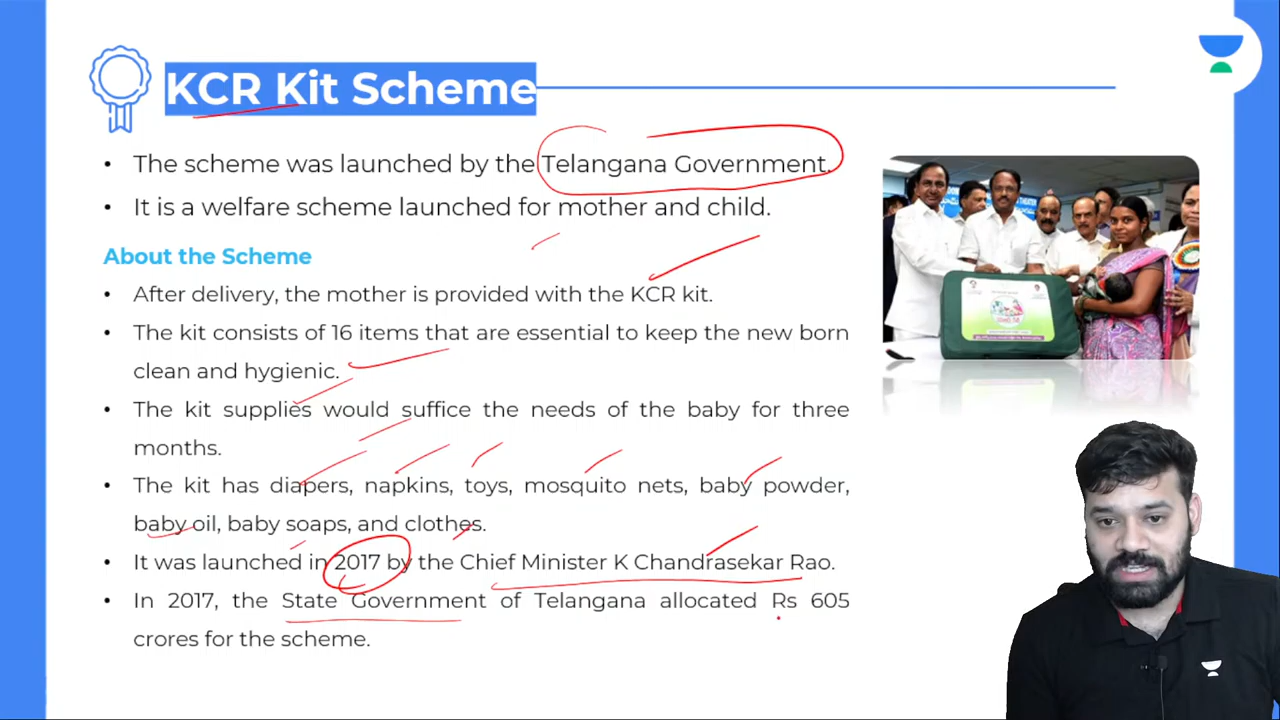 KCR Kit Scheme
• The scheme was launched by the Telangana Government.
• It is a welfare scheme launched for mother and child.
About the Scheme
• After delivery, the mother is provided with the KCR kit.
• The kit consists of 16 items that are essential to keep the new born
clean and hygienic.
• The kit supplies would suffice the needs of the baby for three
months.
• The kit has diapers, napkins, toys, mosquito nets, baby powder,
baby oil, baby soaps, and clothes.
• It was launched in 2017 by the Chief Minister K Chandrasekar Rao.
• In 2017, the State Government of Telangana allocated Rs 605
crores for the scheme.